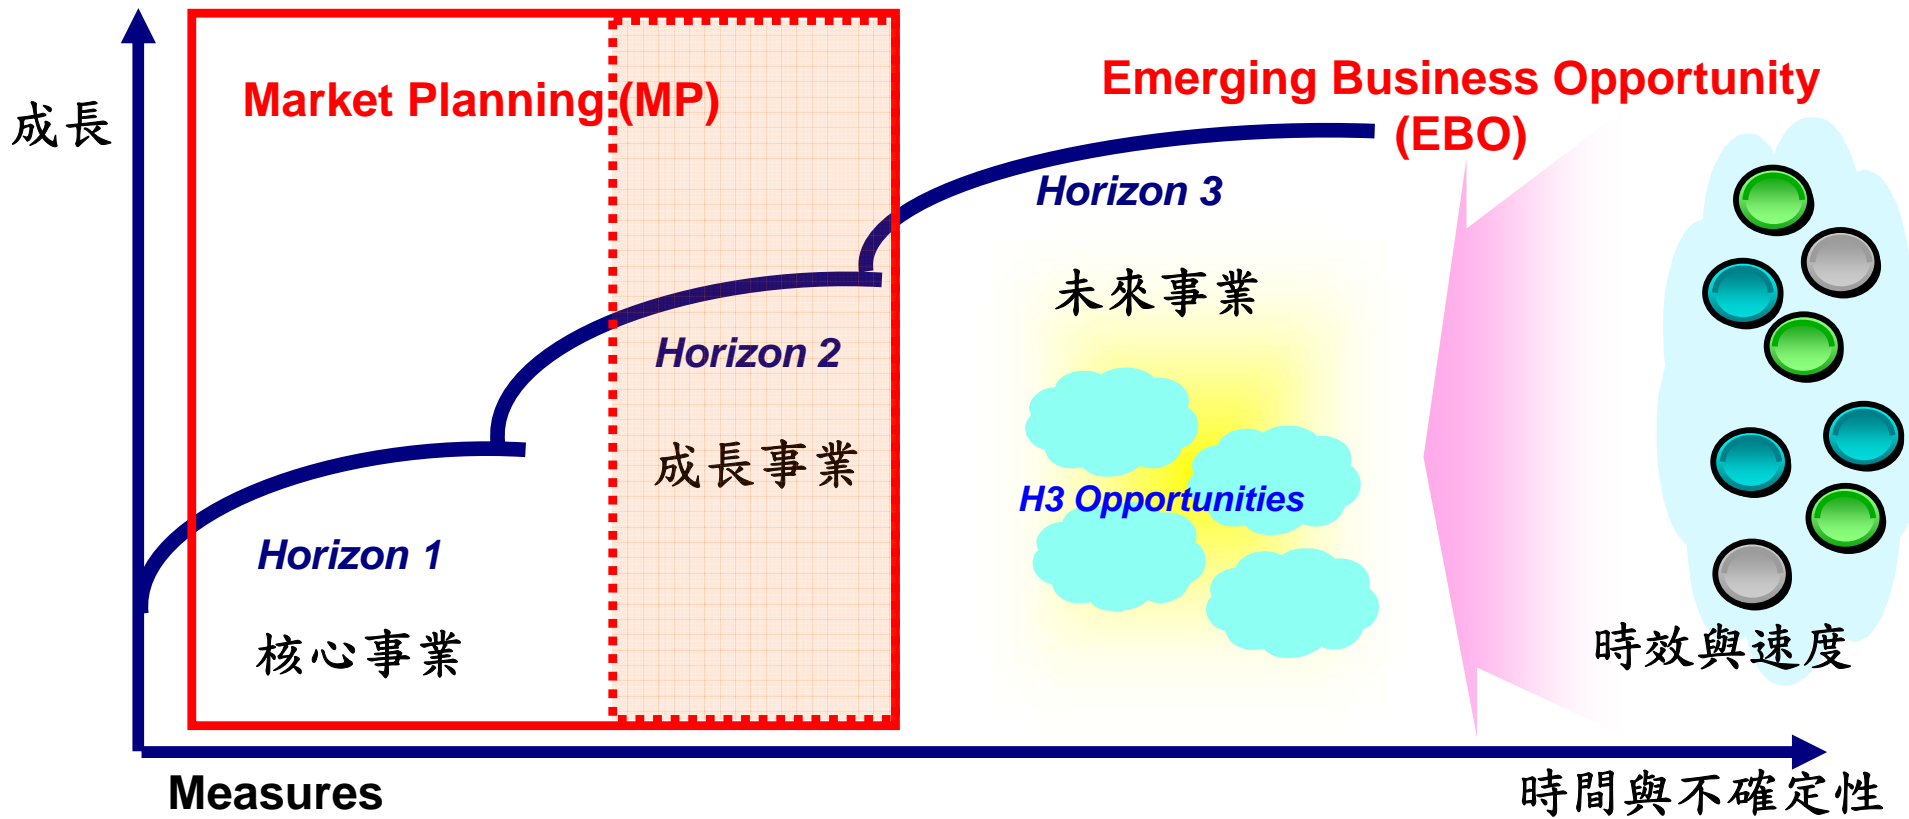 Emerging Business Opportunity
(EBO)
Market Planning (MP)
成長
Horizon 3
未來事業
Horizon 2
成長事業
H3 Opportunities
Horizon 1
核心事業
時效與速度
Measures
時間與不確定性